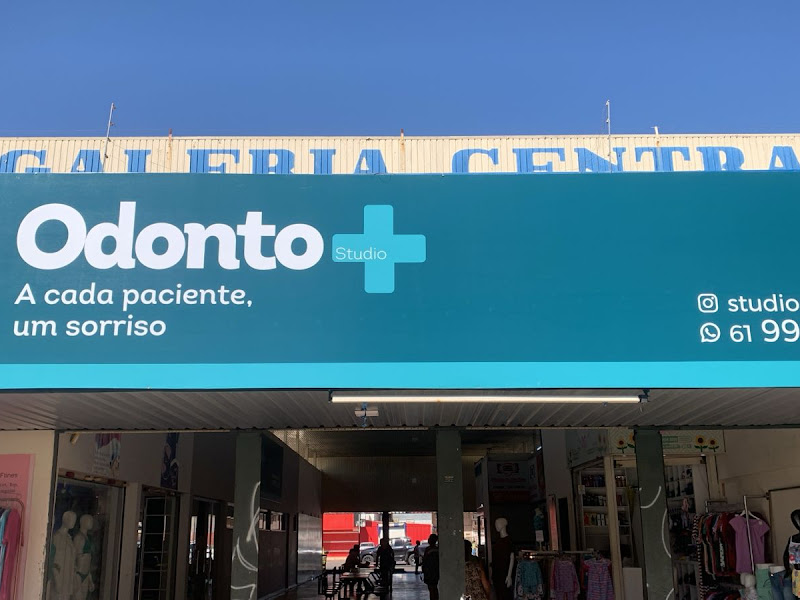 GALERIA CENTRA
Odonto
Studio
A cada paciente,
um sorriso
studio
61 99